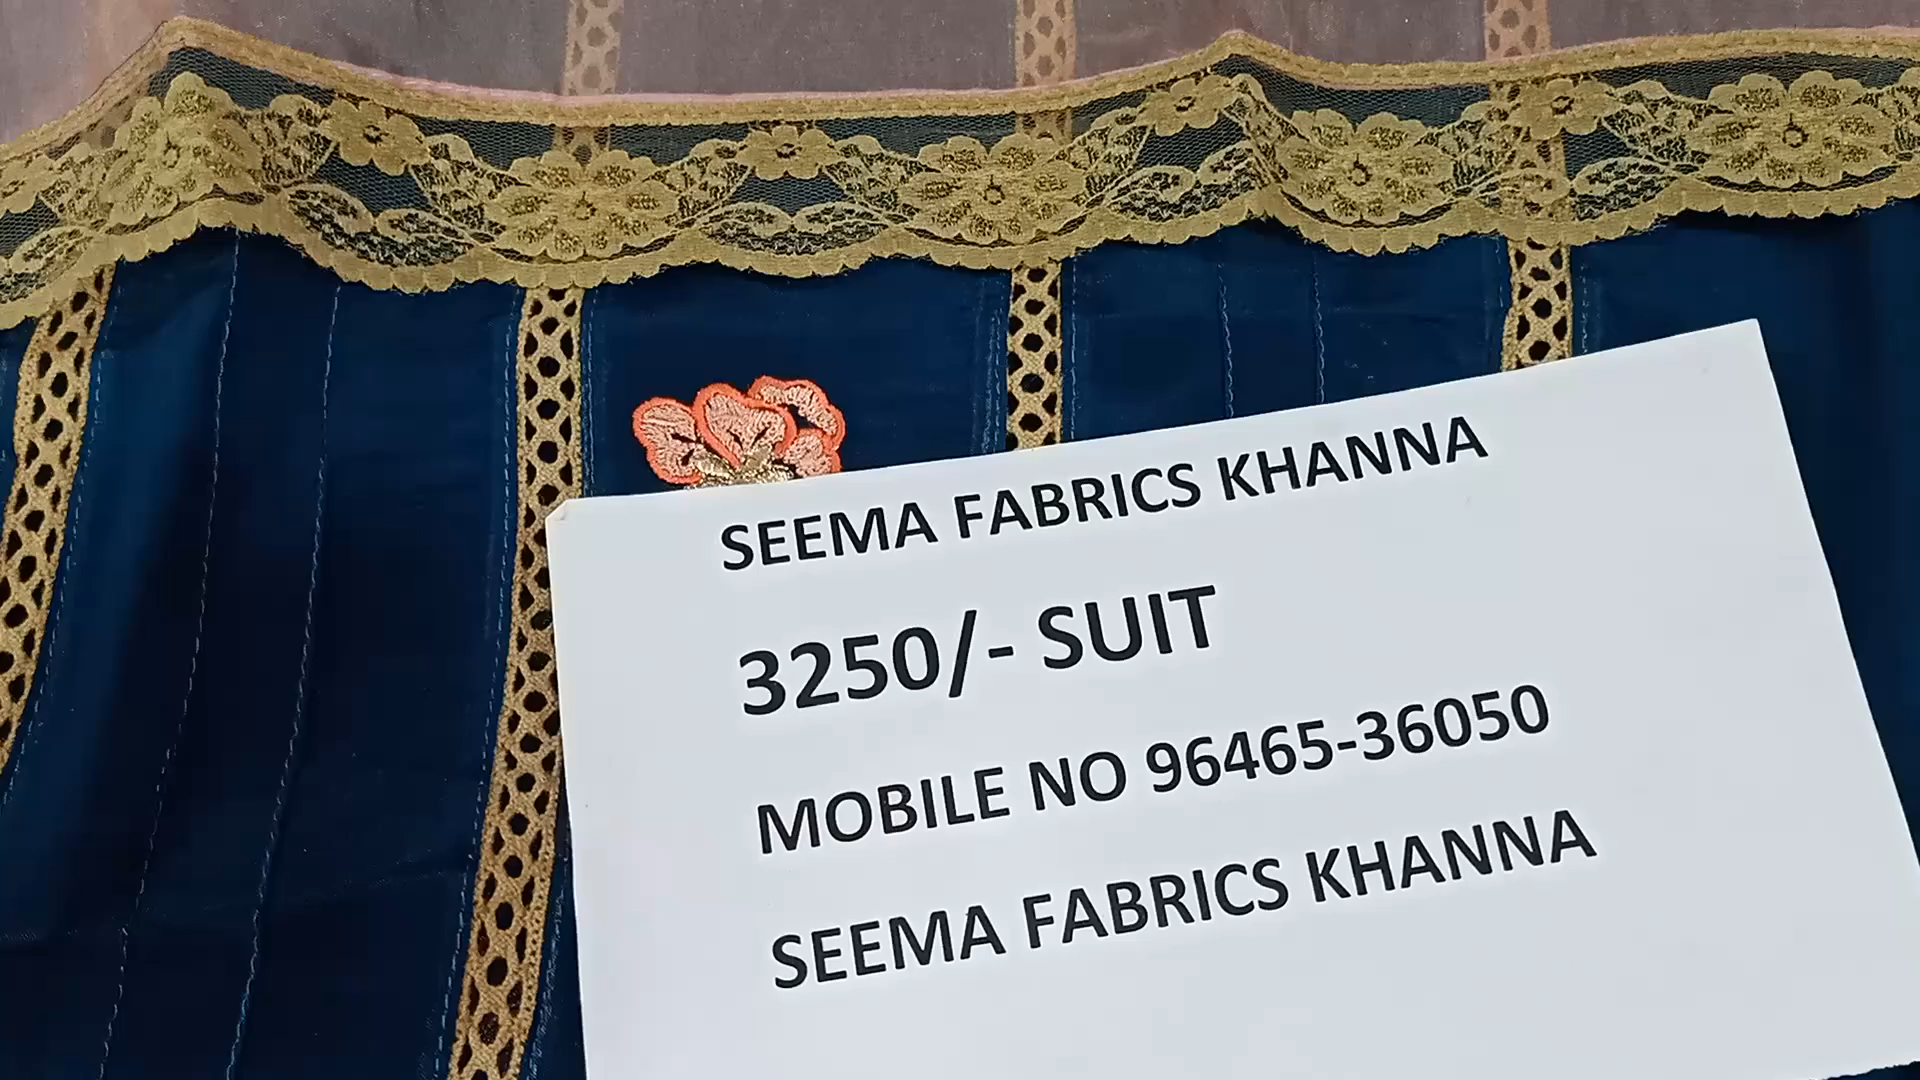 SEEMA FABRICS KHANNA
3250/- SUIT
MOBILE NO 96465-36050
SEEMA FABRICS KHANNA